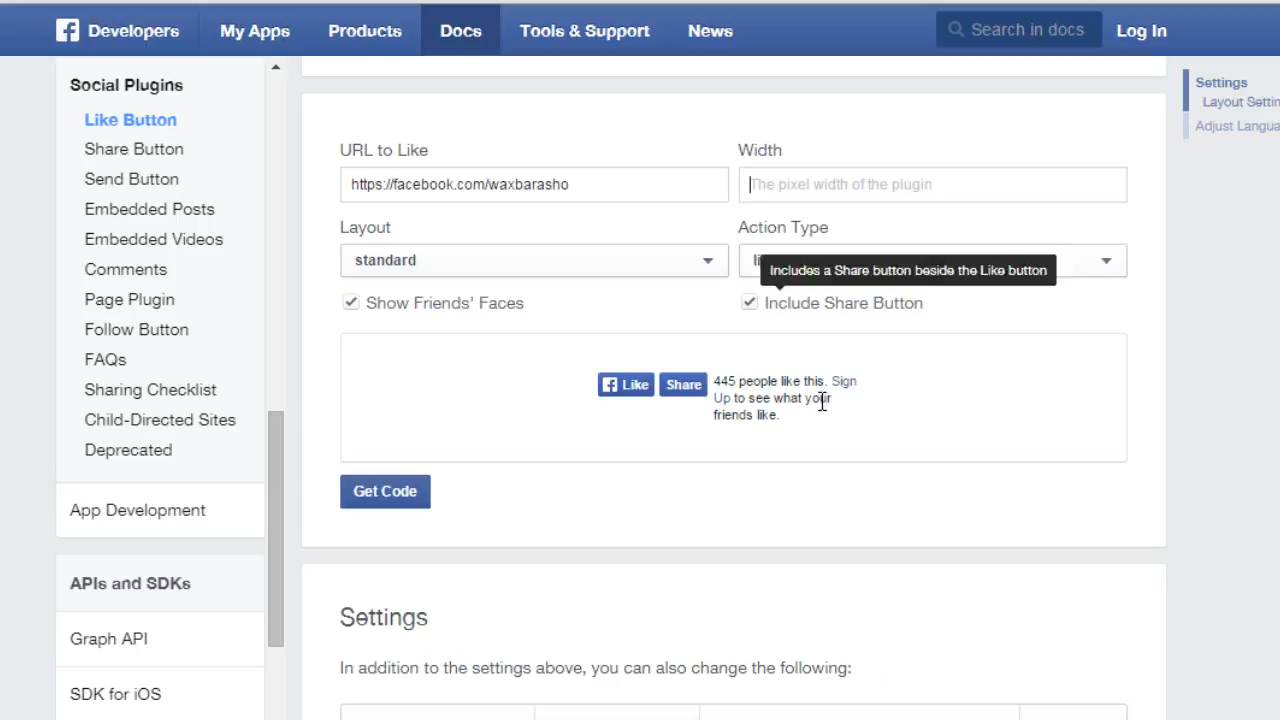 Developers
My Apps
Products
Docs
Tools & Support
News
Search in docs
Log In
Social Plugins
Like Button
Share Button
Send Button
Embedded Posts
Embedded Videos
Comments
Page Plugin
Follow Button
FAQs
Sharing Checklist
Child-Directed Sites
Deprecated
App Development
APIs and SDKs
Graph API
SDK for iOS
URL to Like
https://facebook.com/waxbarasho
Width
The pixel width of the plugin
Layout
standard
Action Type
Includes a Share button beside the Like button
Show Friends' Faces
Include Share Button
Like
Share
445 people like this. Sign
Up to see what your
friends like.
Get Code
Settings
In addition to the settings above, you can also change the following:
Settings
Layout
Adjust